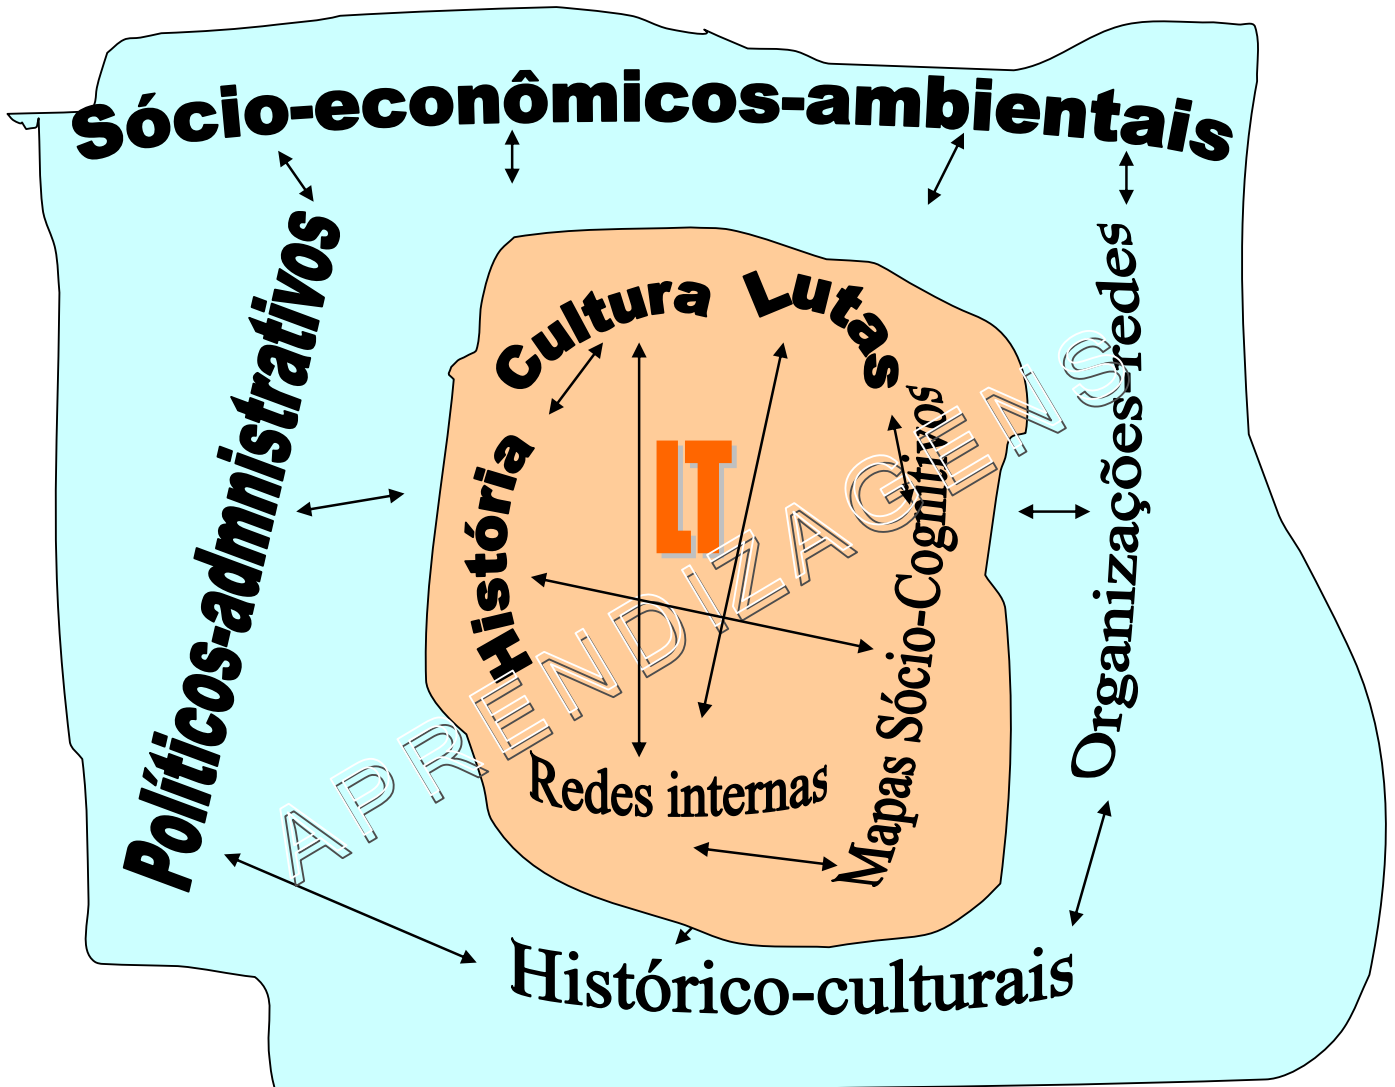 Sócio-econômicos-ambientais
Políticos-administrativos
Organizações-redes
Cultura
Lutas
História
LT
Mapas Sócio-Cognitivos
APRENDIZAGENS
Redes internas
Histórico-culturais